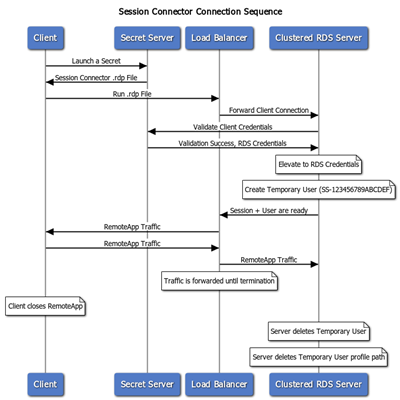 Session Connector Connection Sequence
Client
Secret Server
Load Balancer
Clustered RDS Server
Launch a Secret
Session Connector .rdp File
Run .rdp File
Forward Client Connection
Validate Client Credentials
Validation Success, RDS Credentials
Elevate to RDS Credentials
Create Temporary User (SS-123456789ABCDEF)
Session + User are ready
RemoteApp Traffic
RemoteApp Traffic
RemoteApp Traffic
Traffic is forwarded until termination
Client closes RemoteApp
Server deletes Temporary User
Server deletes Temporary User profile path
Client
Secret Server
Load Balancer
Clustered RDS Server